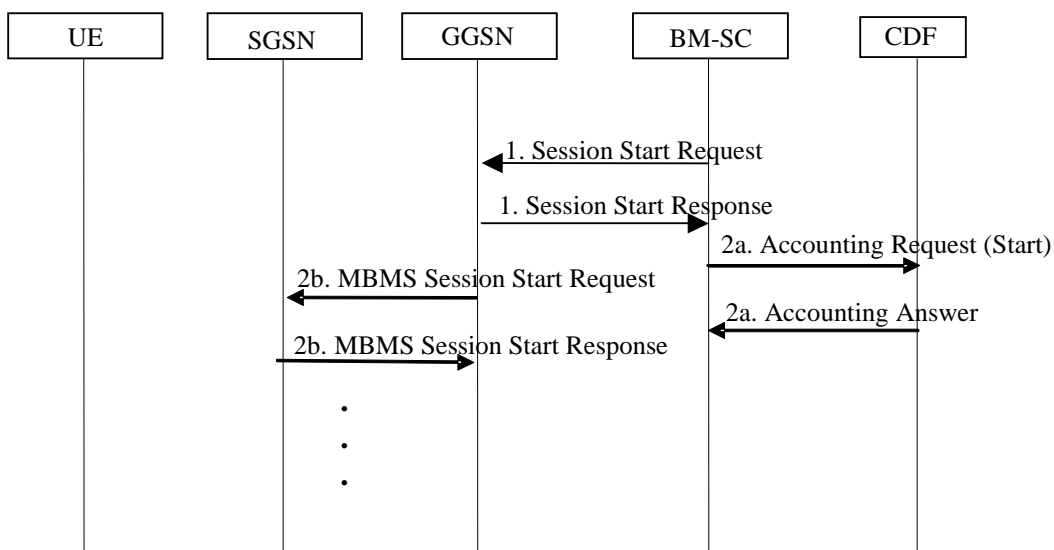 UE
SGSN
GGSN
BM-SC
CDF
1. Session Start Request
1. Session Start Response
2a. Accounting Request (Start)
2b. MBMS Session Start Request
2a. Accounting Answer
2b. MBMS Session Start Response